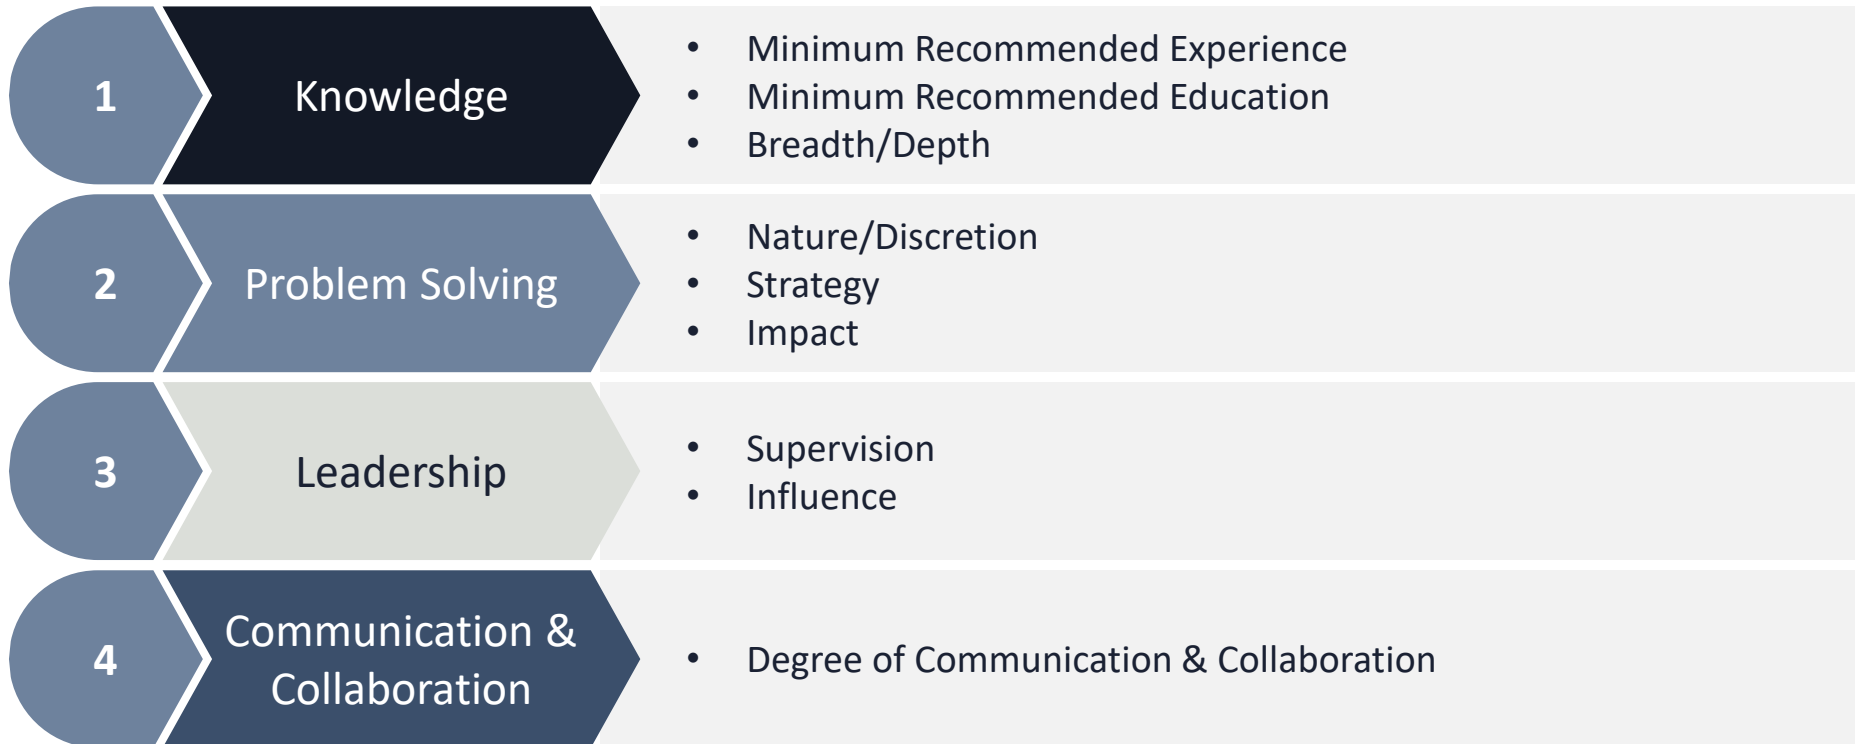 1
Knowledge
• Minimum Recommended Experience
• Minimum Recommended Education
• Breadth/Depth
2
Problem Solving
• Nature/Discretion
• Strategy
• Impact
3
Leadership
• Supervision
• Influence
4
Communication &
Collaboration
• Degree of Communication & Collaboration